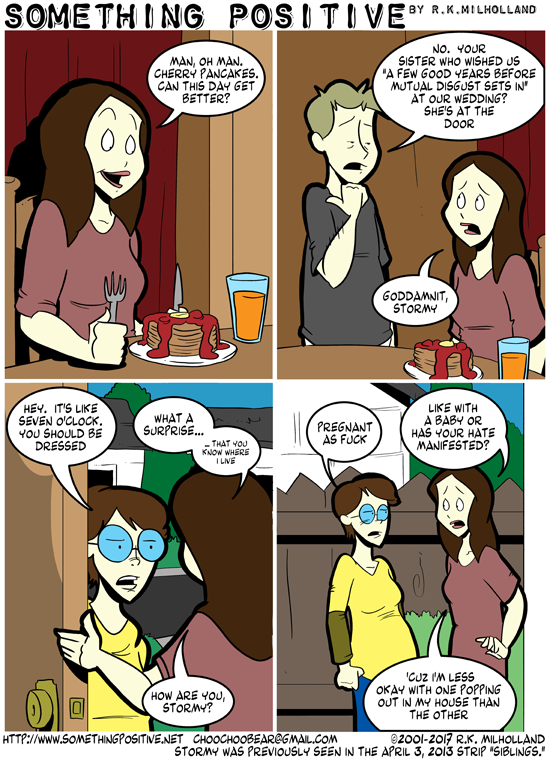 SOMETHING POSITIVE BY R.K.MILHOLLAND
MAN, OH MAN.
CHERRY PANCAKES.
CAN THIS DAY GET
BETTER?
NO. YOUR
SISTER WHO WISHED US
"A FEW GOOD YEARS BEFORE
MUTUAL DISGUST SETS IN"
AT OUR WEDDING?
SHE'S AT THE
DOOR
GODDAMNIT,
STORMY
HEY. IT'S LIKE
SEVEN O'CLOCK.
YOU SHOULD BE
DRESSED
WHAT A
SURPRISE...
... THAT YOU
KNOW WHERE
I LIVE
HOW ARE YOU,
STORMY?
PREGNANT
AS FUCK
LIKE WITH
A BABY OR
HAS YOUR HATE
MANIFESTED?
'CUZ I'M LESS
OKAY WITH ONE POPPING
OUT IN MY HOUSE THAN
THE OTHER
HTTP://WWW.SOMETHINGPOSITIVE.NET CHOOCHOOBEAR@GMAIL.COM ©2001-2017 R.K. MILHOLLAND
STORMY WAS PREVIOUSLY SEEN IN THE APRIL 3, 2013 STRIP "SIBLINGS."